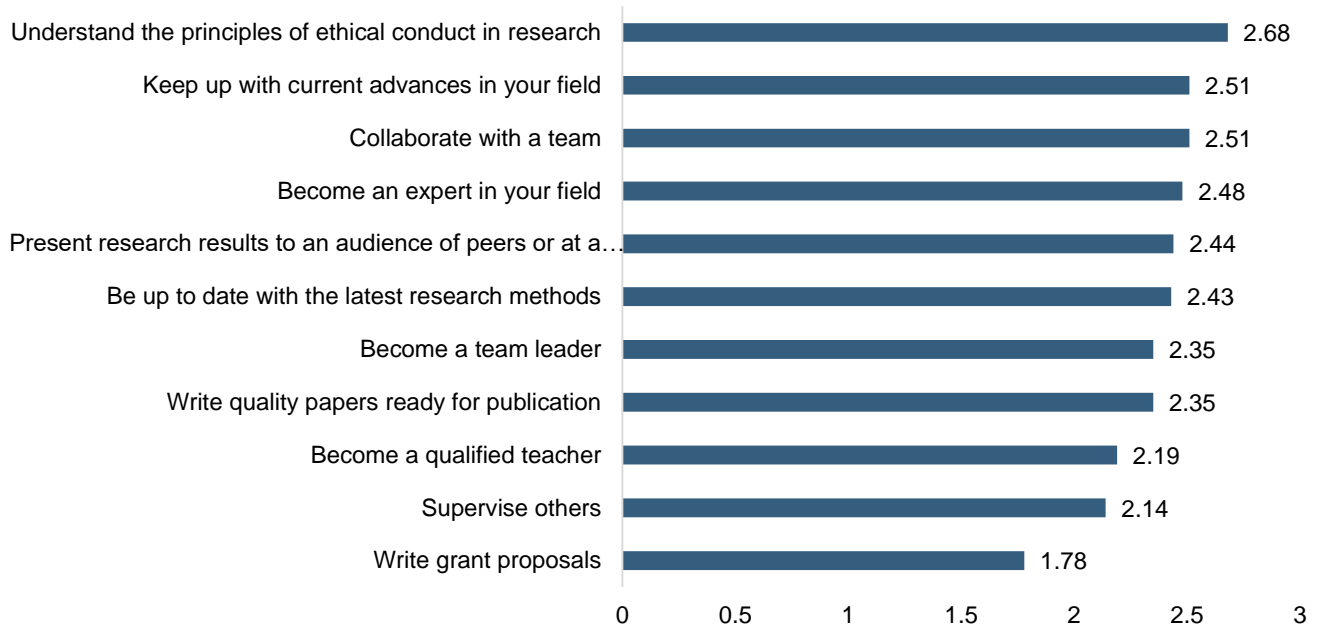 Understand the principles of ethical conduct in research 2.68
Keep up with current advances in your field 2.51
Collaborate with a team 2.51
Become an expert in your field 2.48
Present research results to an audience of peers or at a… 2.44
Be up to date with the latest research methods 2.43
Become a team leader 2.35
Write quality papers ready for publication 2.35
Become a qualified teacher 2.19
Supervise others 2.14
Write grant proposals 1.78
0 0.5 1 1.5 2 2.5 3